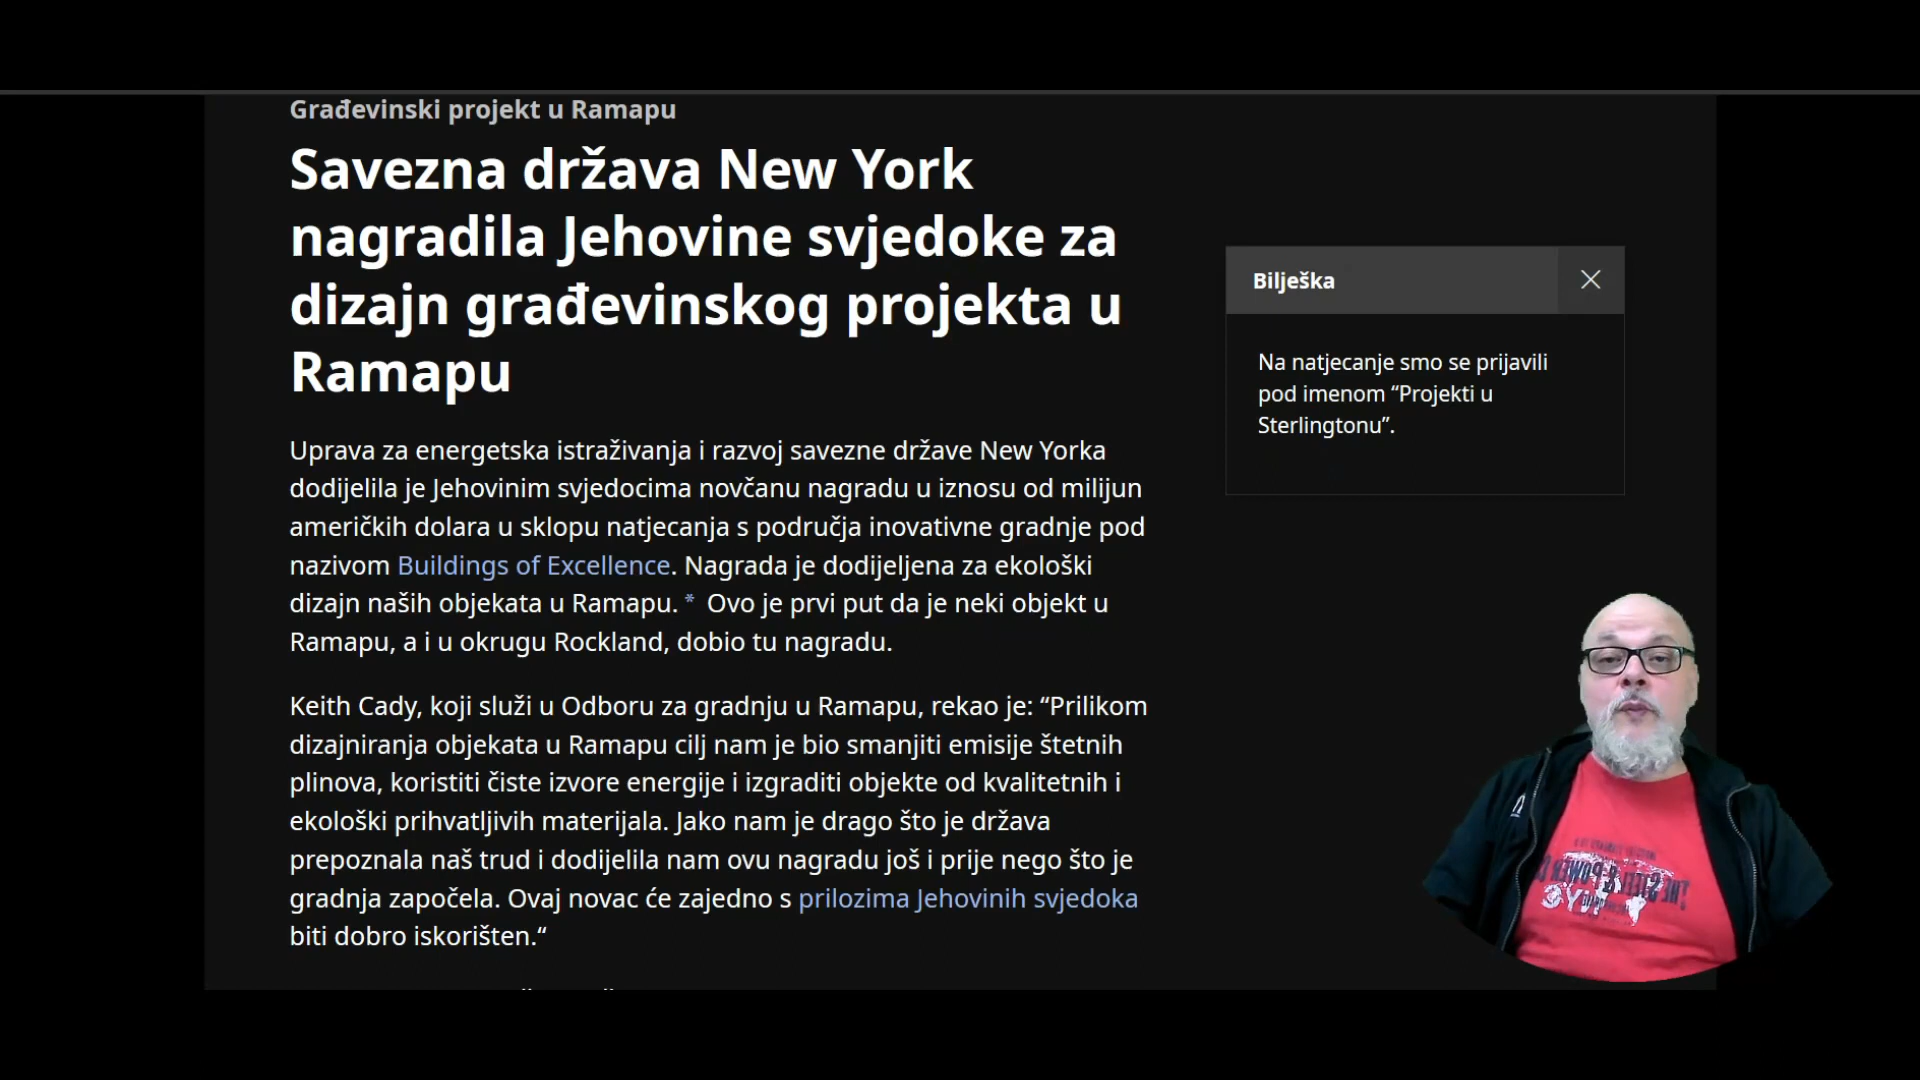 Građevinski projekt u Ramapu
Savezna država New York
nagradila Jehovine svjedoke za
dizajn građevinskog projekta u
Ramapu
Uprava za energetska istraživanja i razvoj savezne države New Yorka
dodijelila je Jehovinim svjedocima novčanu nagradu u iznosu od milijun
američkih dolara u sklopu natjecanja s područja inovativne gradnje pod
nazivom Buildings of Excellence. Nagrada je dodijeljena za ekološki
dizajn naših objekata u Ramapu. * Ovo je prvi put da je neki objekt u
Ramapu, a i u okrugu Rockland, dobio tu nagradu.
Keith Cady, koji služi u Odboru za gradnju u Ramapu, rekao je: “Prilikom
dizajniranja objekata u Ramapu cilj nam je bio smanjiti emisije štetnih
plinova, koristiti čiste izvore energije i izgraditi objekte od kvalitetnih i
ekološki prihvatljivih materijala. Jako nam je drago što je država
prepoznala naš trud i dodijelila nam ovu nagradu još i prije nego što je
gradnja započela. Ovaj novac će zajedno s prilozima Jehovinih svjedoka
biti dobro iskorišten.“
Bilješka
Na natjecanje smo se prijavili
pod imenom “Projekti u
Sterlingtonu”.
THE STEEL & POWER